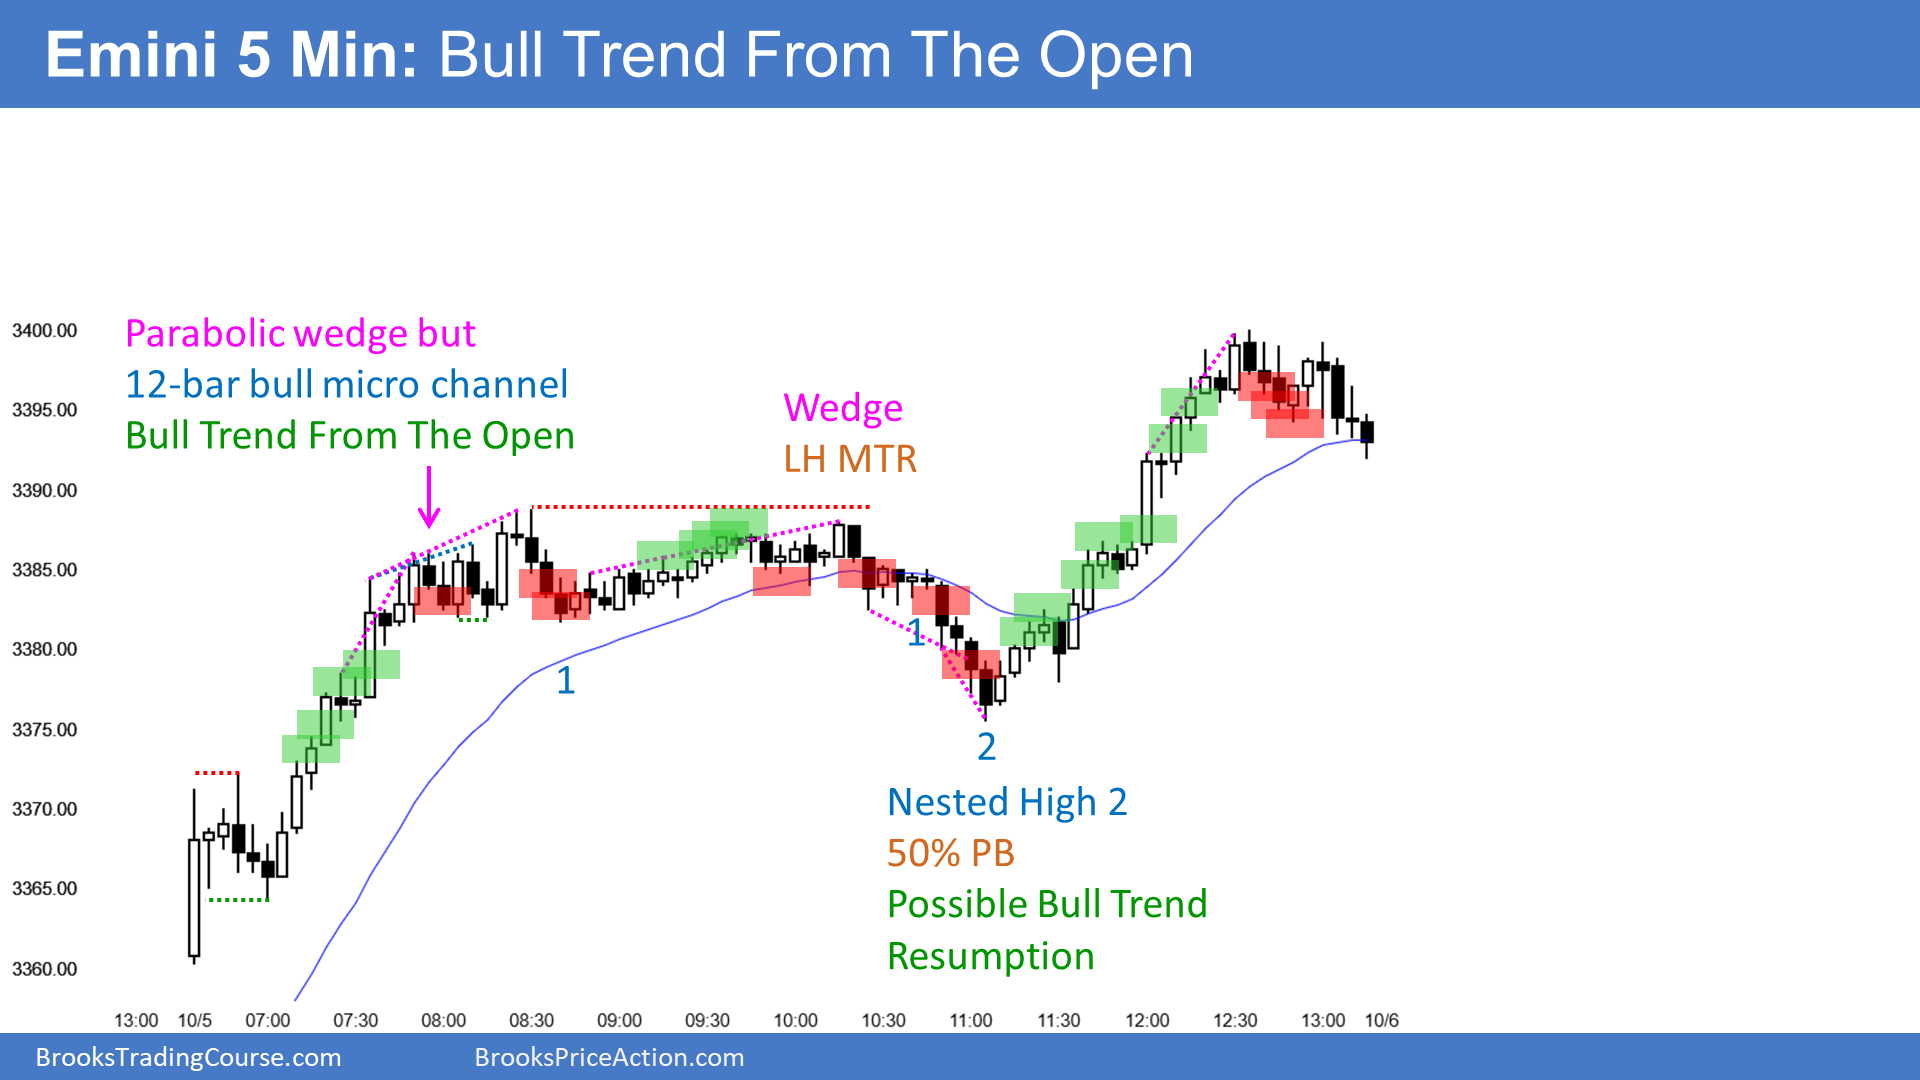 Emini 5 Min: Bull Trend From The Open
3400.00
3395.00
3390.00
3385.00
3380.00
3375.00
3370.00
3365.00
3360.00
Parabolic wedge but
12-bar bull micro channel
Bull Trend From The Open
Wedge
LH MTR
1
1
2
Nested High 2
50% PB
Possible Bull Trend
Resumption
13:00 10/5 07:00 07:30 08:00 08:30 09:00 09:30 10:00 10:30 11:00 11:30 12:00 12:30 13:00 10/6
BrooksTradingCourse.com BrooksPriceAction.com